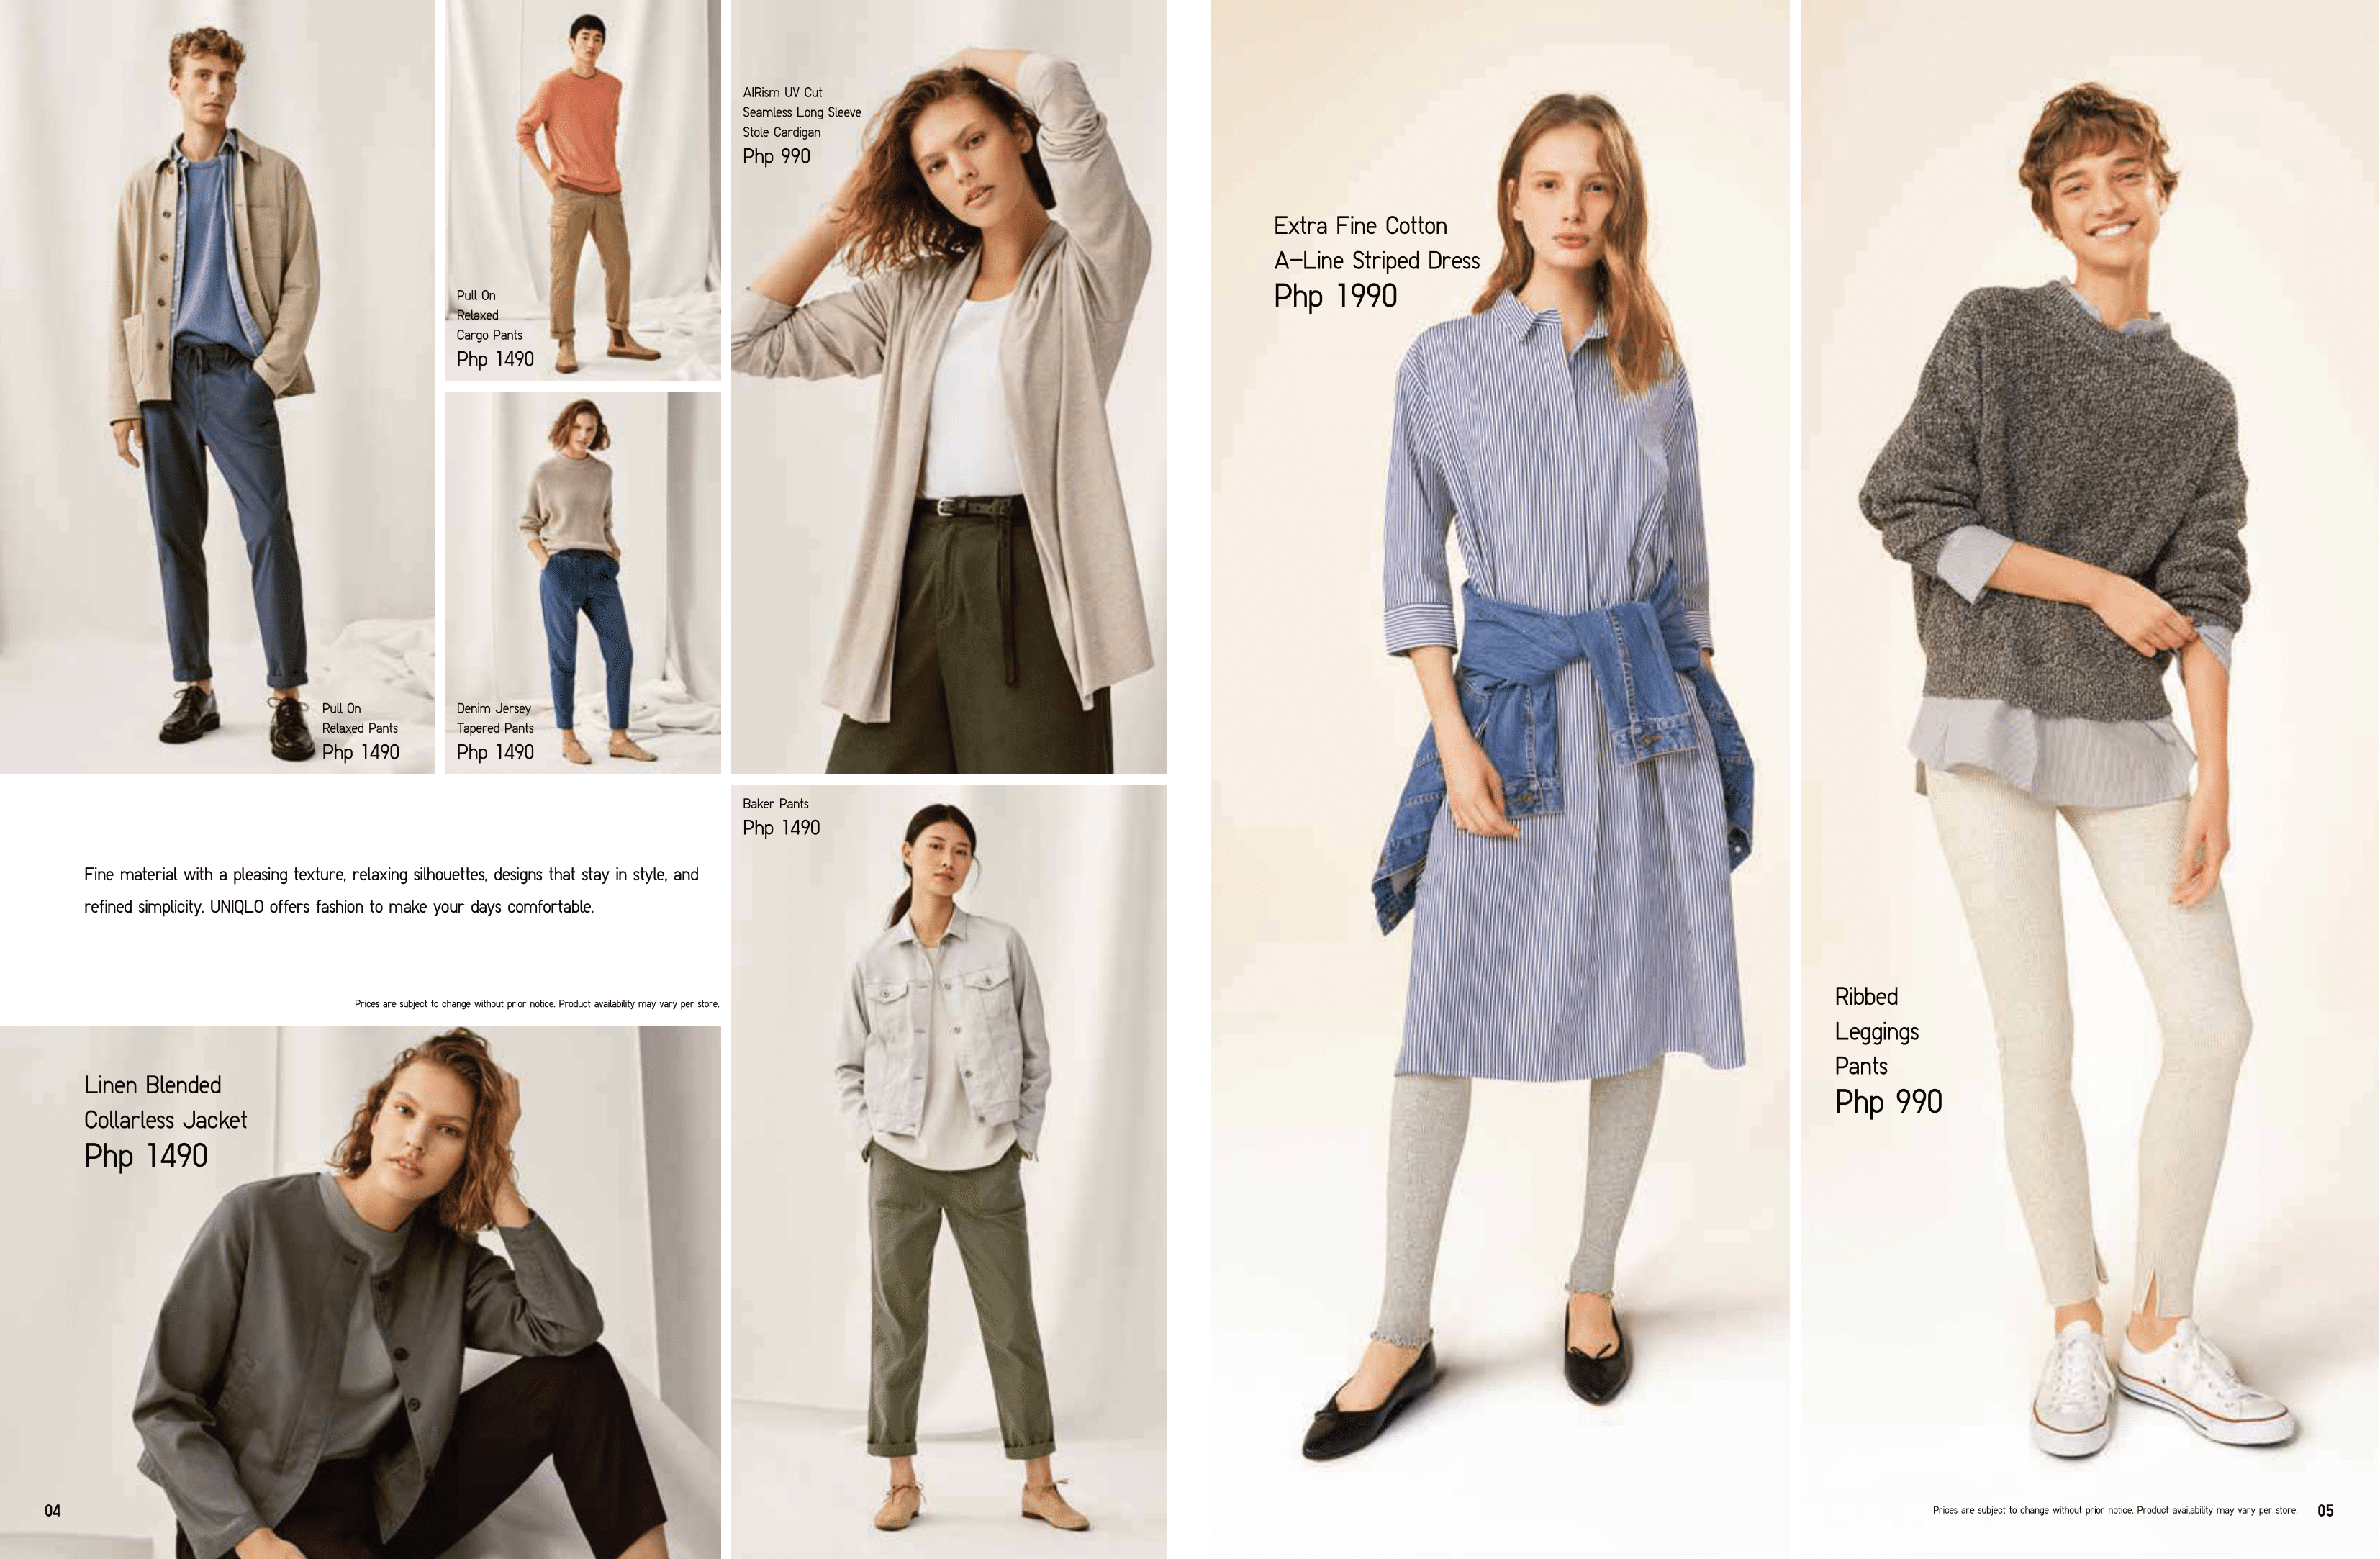 Pull On
Relaxed Pants
Php 1490
Pull On
Relaxed
Cargo Pants
Php 1490
Denim Jersey
Tapered Pants
Php 1490
AIRism UV Cut
Seamless Long Sleeve
Stole Cardigan
Php 990
Fine material with a pleasing texture, relaxing silhouettes, designs that stay in style, and
refined simplicity. UNIQLO offers fashion to make your days comfortable.
Prices are subject to change without prior notice. Product availability may vary per store.
Linen Blended
Collarless Jacket
Php 1490
Baker Pants
Php 1490
04
Extra Fine Cotton
A-Line Striped Dress
Php 1990
Ribbed
Leggings
Pants
Php 990
Prices are subject to change without prior notice. Product availability may vary per store.
05